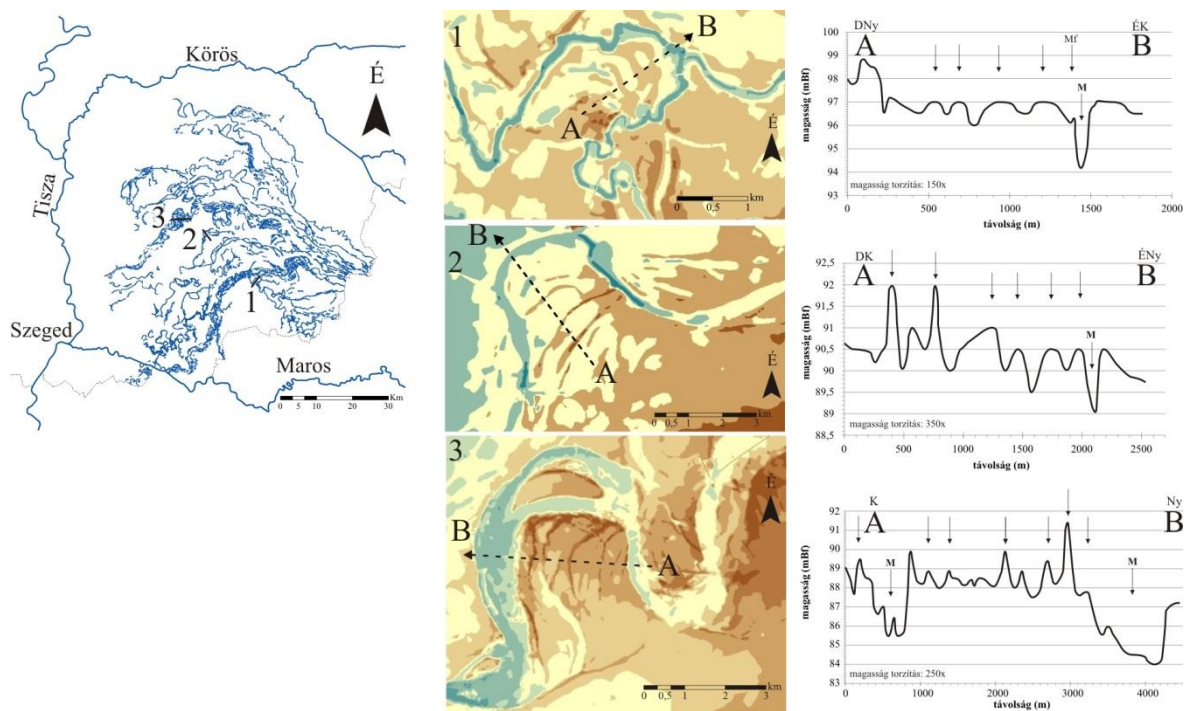 Körös
É
Tisza
3
2
1
Szeged
Maros
0 5 10 20 30 Km
1
B
A
É
0 0,5 1 km
2
B
A
É
0 0,5 1 2 3 km
3
B
A
É
0 0,5 1 2 3 km
DNy ÉK
A Mf B
M
magasság (mBf)
100
99
98
97
96
95
94
93
magasság torzítás: 150x
0 500 1000 1500 2000
távolság (m)
DK ÉNy
A B
M
magasság (mBf)
92,5
92
91,5
91
90,5
90
89,5
89
88,5
magasság torzítás: 350x
0 500 1000 1500 2000 2500
távolság (m)
K Ny
A B
M M
magasság (mBf)
92
91
90
89
88
87
86
85
84
83
magasság torzítás: 250x
0 1000 2000 3000 4000
távolság (m)